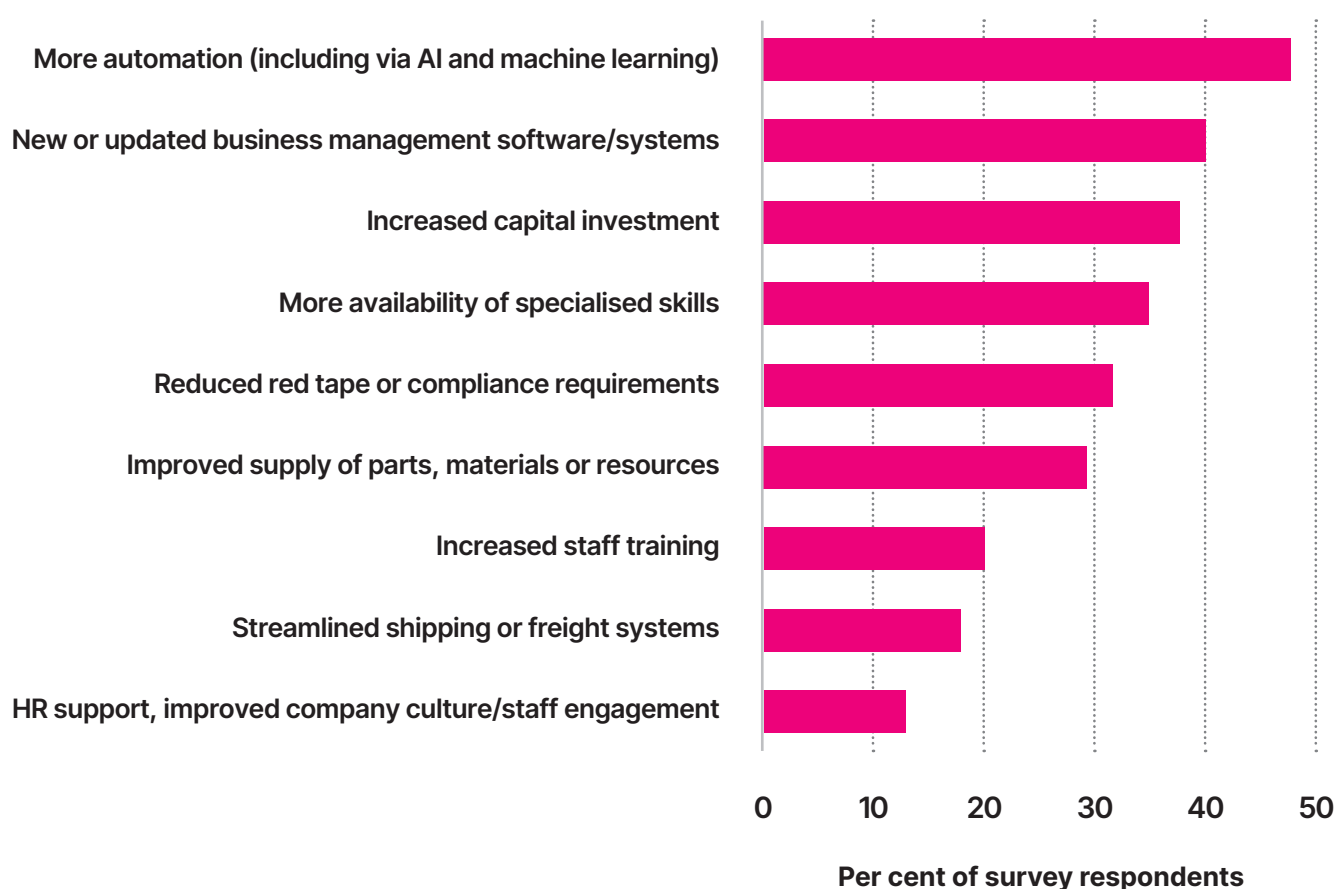 More automation (including via AI and machine learning)
New or updated business management software/systems
Increased capital investment
More availability of specialised skills
Reduced red tape or compliance requirements
Improved supply of parts, materials or resources
Increased staff training
Streamlined shipping or freight systems
HR support, improved company culture/staff engagement
0 10 20 30 40 50
Per cent of survey respondents